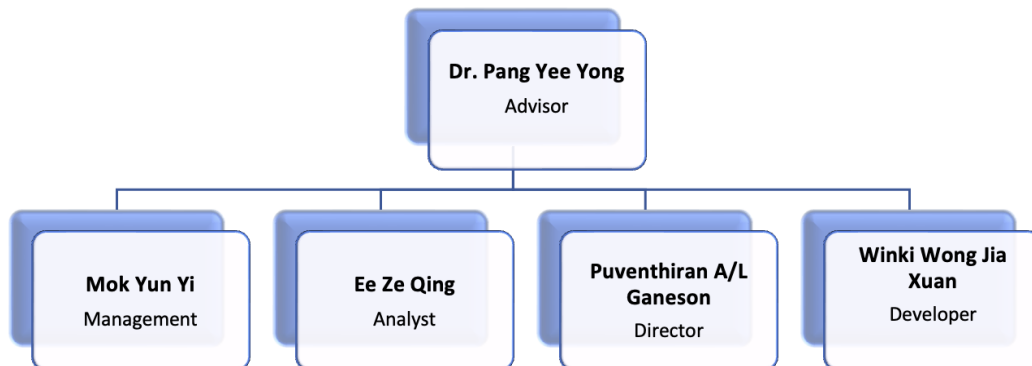 Dr. Pang Yee Yong
Advisor
Mok Yun Yi
Management
Ee Ze Qing
Analyst
Puventhiran A/L
Ganeson
Director
Winki Wong Jia
Xuan
Developer